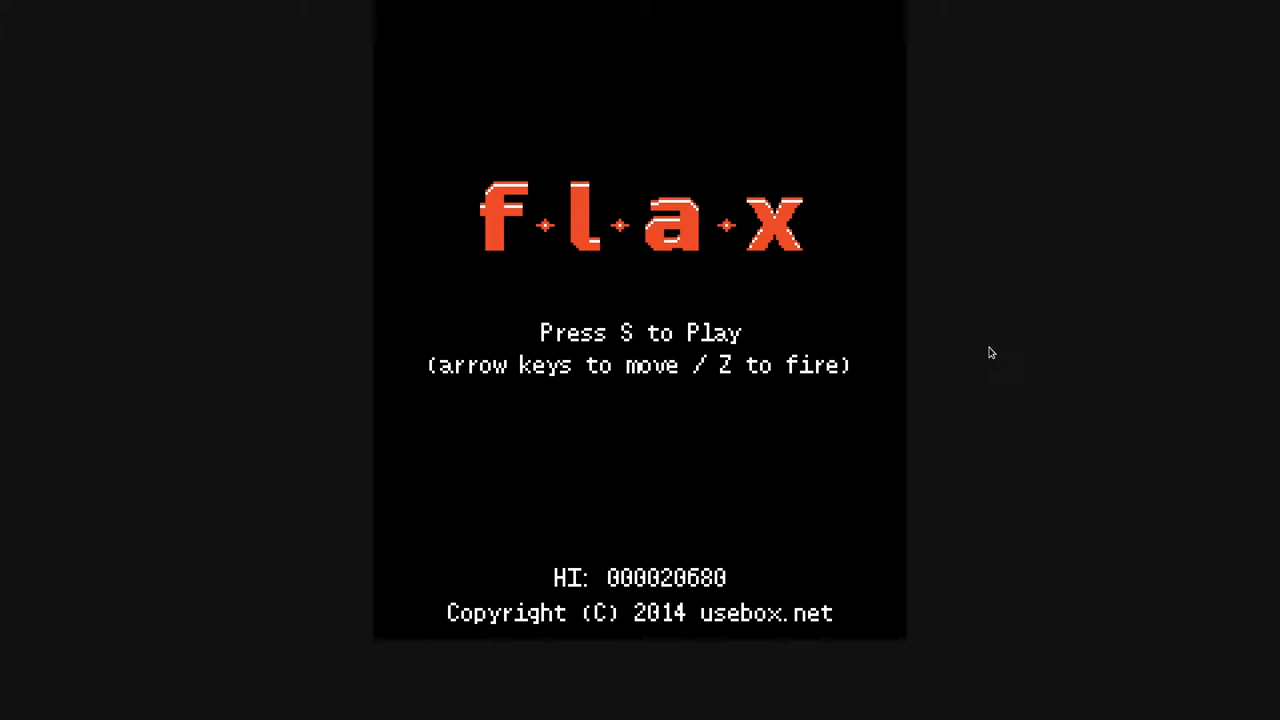 f·l·a·x
Press S to Play
(arrow keys to move / Z to fire)
HI: 000020680
Copyright (C) 2014 usebox.net